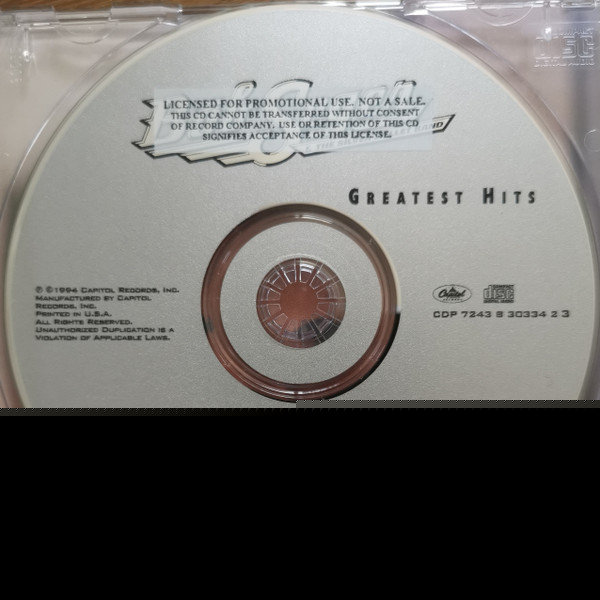 LICENSED FOR PROMOTIONAL USE. NOT A SALE.
THIS CD CANNOT BE TRANSFERRED WITHOUT CONSENT
OF RECORD COMPANY. USE OR RETENTION OF THIS CD
SIGNIFIES ACCEPTANCE OF THIS LICENSE.
GREATEST HITS
℗ ©1994 CAPITOL RECORDS, INC.
MANUFACTURED BY CAPITOL
RECORDS, INC.
PRINTED IN U.S.A.
ALL RIGHTS RESERVED.
UNAUTHORIZED DUPLICATION IS A
VIOLATION OF APPLICABLE LAWS.
Capitol
disc
CDP 7243 8 30334 2 3